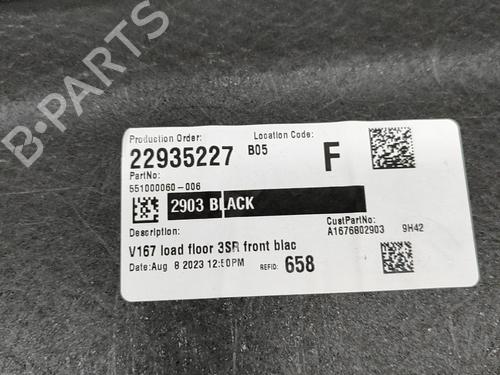 Production Order:
Location Code:
22935227
B05
F
PartNo:
551000060-006
2903 BLACK
Description:
CustPartNo:
V167 load floor 3SR front blac
A1676802903 9H42
Date:Aug 8 2023 12:50PM
REFID: 658
B-PARTS